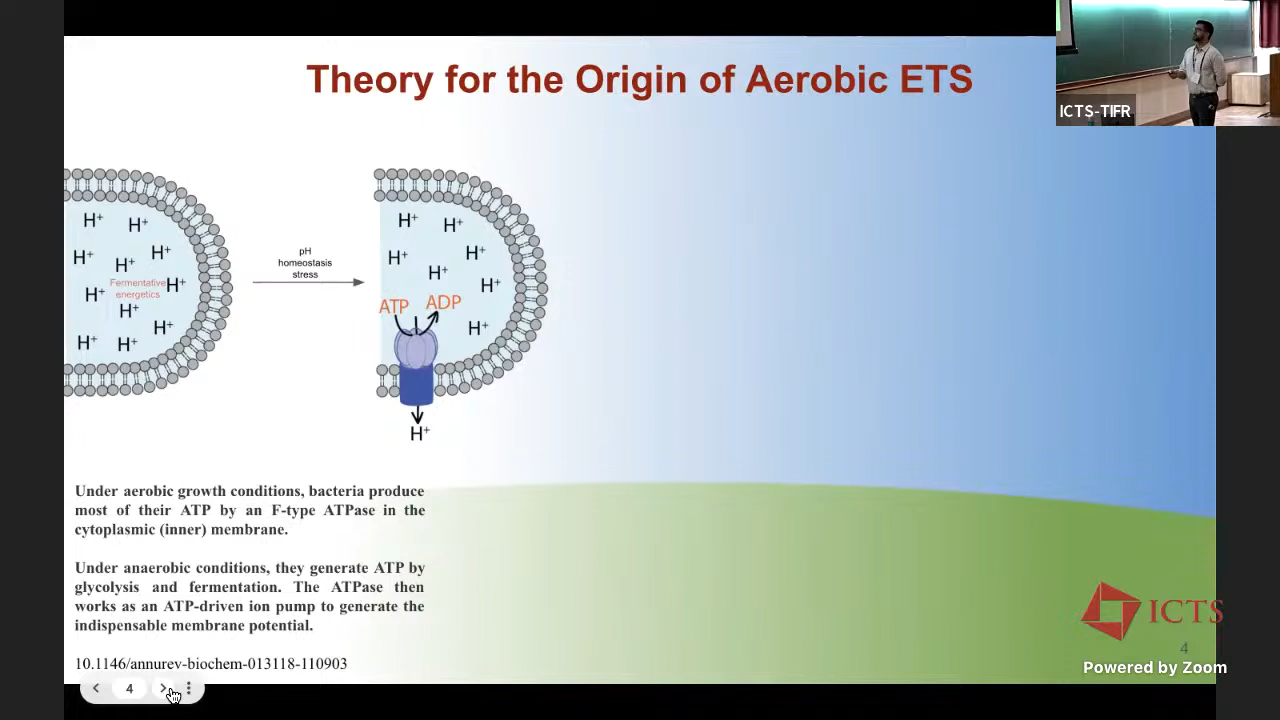 Theory for the Origin of Aerobic ETS
ICTS-TIFR
H⁺ H⁺
H⁺ H⁺ H⁺
Fermentative energetics
H⁺ H⁺
H⁺ H⁺
H⁺ H⁺
pH
homeostasis
stress
H⁺ H⁺
H⁺ H⁺ H⁺
H⁺
ATP ADP
H⁺
H⁺
Under aerobic growth conditions, bacteria produce
most of their ATP by an F-type ATPase in the
cytoplasmic (inner) membrane.
Under anaerobic conditions, they generate ATP by
glycolysis and fermentation. The ATPase then
works as an ATP-driven ion pump to generate the
indispensable membrane potential.
10.1146/annurev-biochem-013118-110903
4
ICTS
4
Powered by Zoom